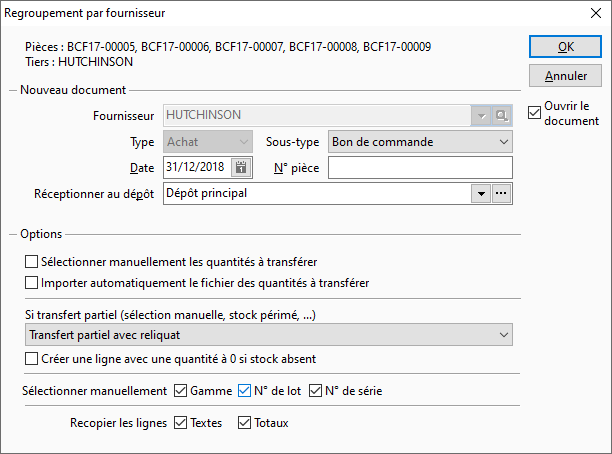 Regroupement par fournisseur
Pièces : BCF17-00005, BCF17-00006, BCF17-00007, BCF17-00008, BCF17-00009
Tiers : HUTCHINSON
OK
Annuler
Ouvrir le
document
Nouveau document
Fournisseur HUTCHINSON
Type Achat Sous-type Bon de commande
Date 31/12/2018 N° pièce
Réceptionner au dépôt Dépôt principal
Options
Sélectionner manuellement les quantités à transférer
Importer automatiquement le fichier des quantités à transférer
Si transfert partiel (sélection manuelle, stock périmé, ...)
Transfert partiel avec reliquat
Créer une ligne avec une quantité à 0 si stock absent
Sélectionner manuellement Gamme N° de lot N° de série
Recopier les lignes Textes Totaux